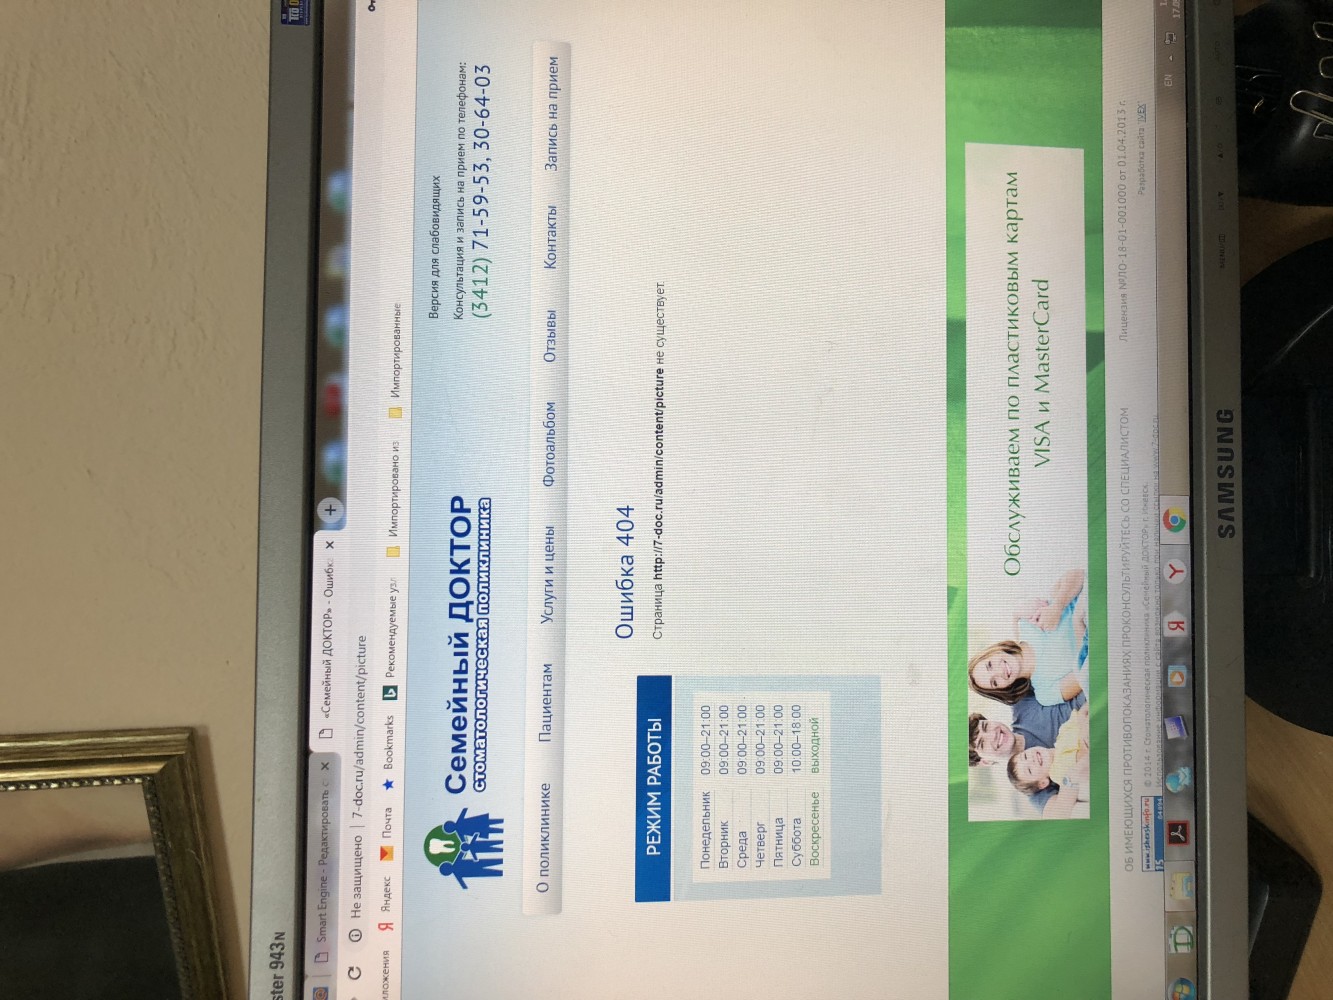 ster 943N
Smart Engine - Редактировать с
«Семейный ДОКТОР» - Ошибка
Не защищено | 7-doc.ru/admin/content/picture
ложения
Яндекс
Почта
Bookmarks
Рекомендуемые узл
Импортировано из
Импортированные
Семейный ДОКТОР
стоматологическая поликлиника
Версия для слабовидящих
Консультация и запись на прием по телефонам:
(3412) 71-59-53, 30-64-03
О поликлинике Пациентам Услуги и цены Фотоальбом Отзывы Контакты Запись на прием
РЕЖИМ РАБОТЫ
Понедельник 09:00–21:00
Вторник 09:00–21:00
Среда 09:00–21:00
Четверг 09:00–21:00
Пятница 09:00–21:00
Суббота 10:00–18:00
Воскресенье выходной
Ошибка 404
Страница http://7-doc.ru/admin/content/picture не существует.
Обслуживаем по пластиковым картам
VISA и MasterCard
ОБ ИМЕЮЩИХСЯ ПРОТИВОПОКАЗАНИЯХ ПРОКОНСУЛЬТИРУЙТЕСЬ СО СПЕЦИАЛИСТОМ
Лицензия №ЛО-18-01-001000 от 01.04.2013 г.
© 2014 г. Стоматологическая поликлиника «Семейный ДОКТОР», г. Ижевск.
Разработка сайта "IVEX"
EN
SAMSUNG